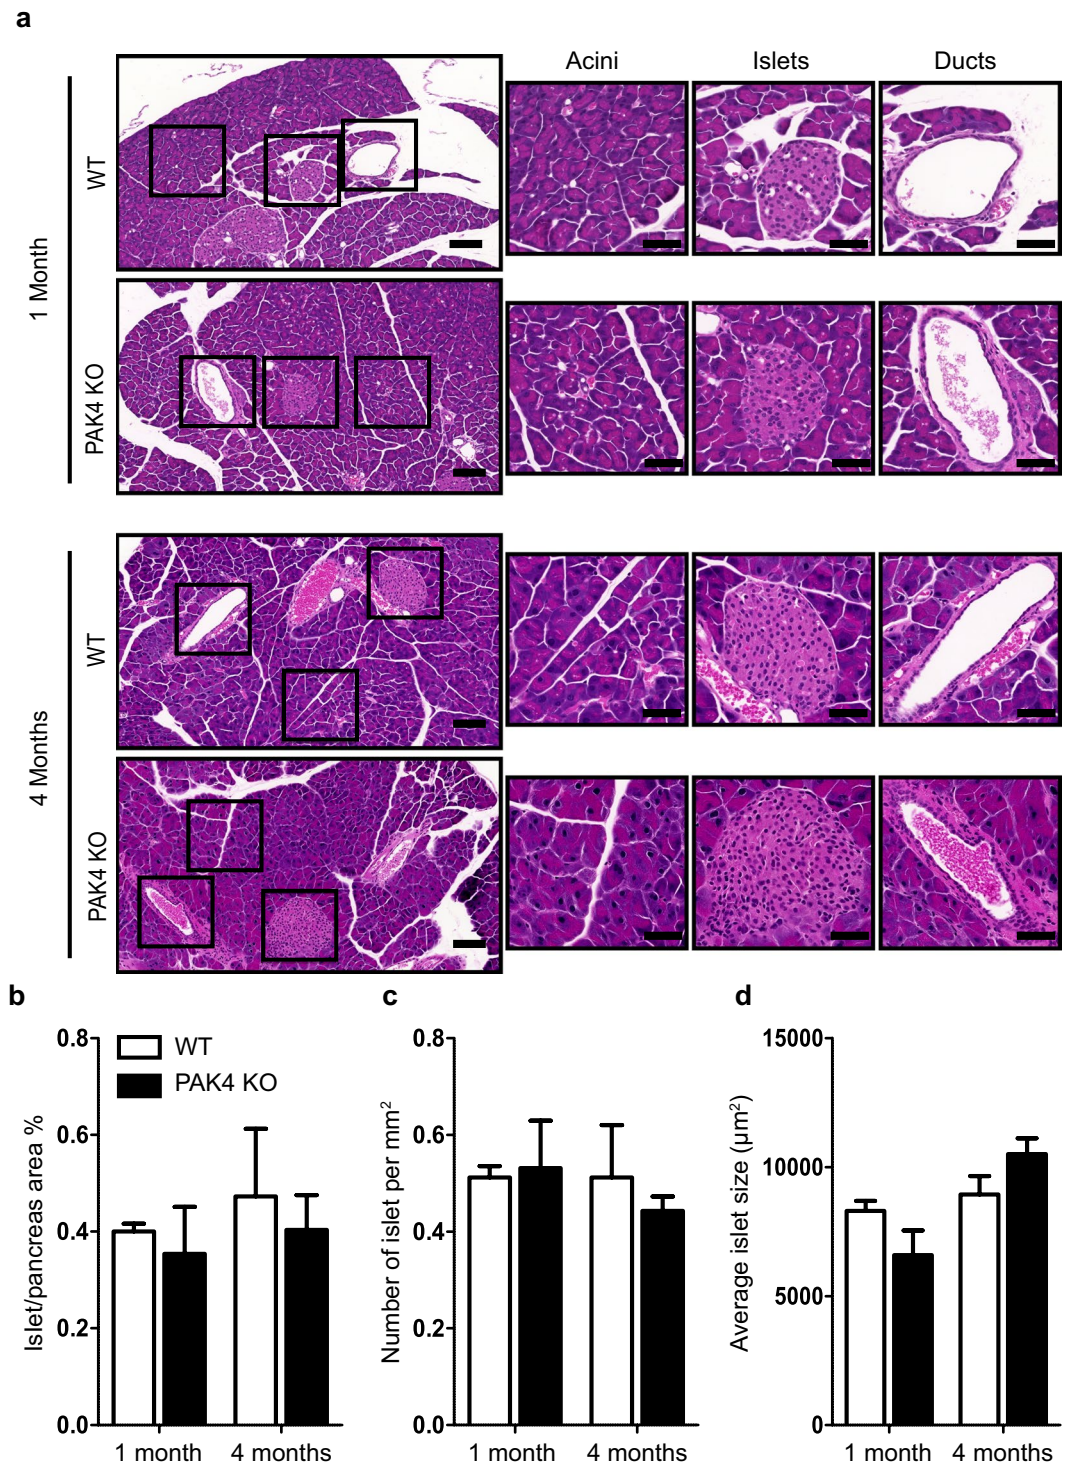 a
Acini
Islets
Ducts
1 Month
WT
PAK4 KO
4 Months
WT
PAK4 KO
b
Islet/pancreas area %
0.8
0.6
0.4
0.2
0.0
WT
PAK4 KO
1 month
4 months
c
Number of islet per mm²
0.8
0.6
0.4
0.2
0.0
1 month
4 months
d
Average islet size (µm²)
15000
10000
5000
0
1 month
4 months